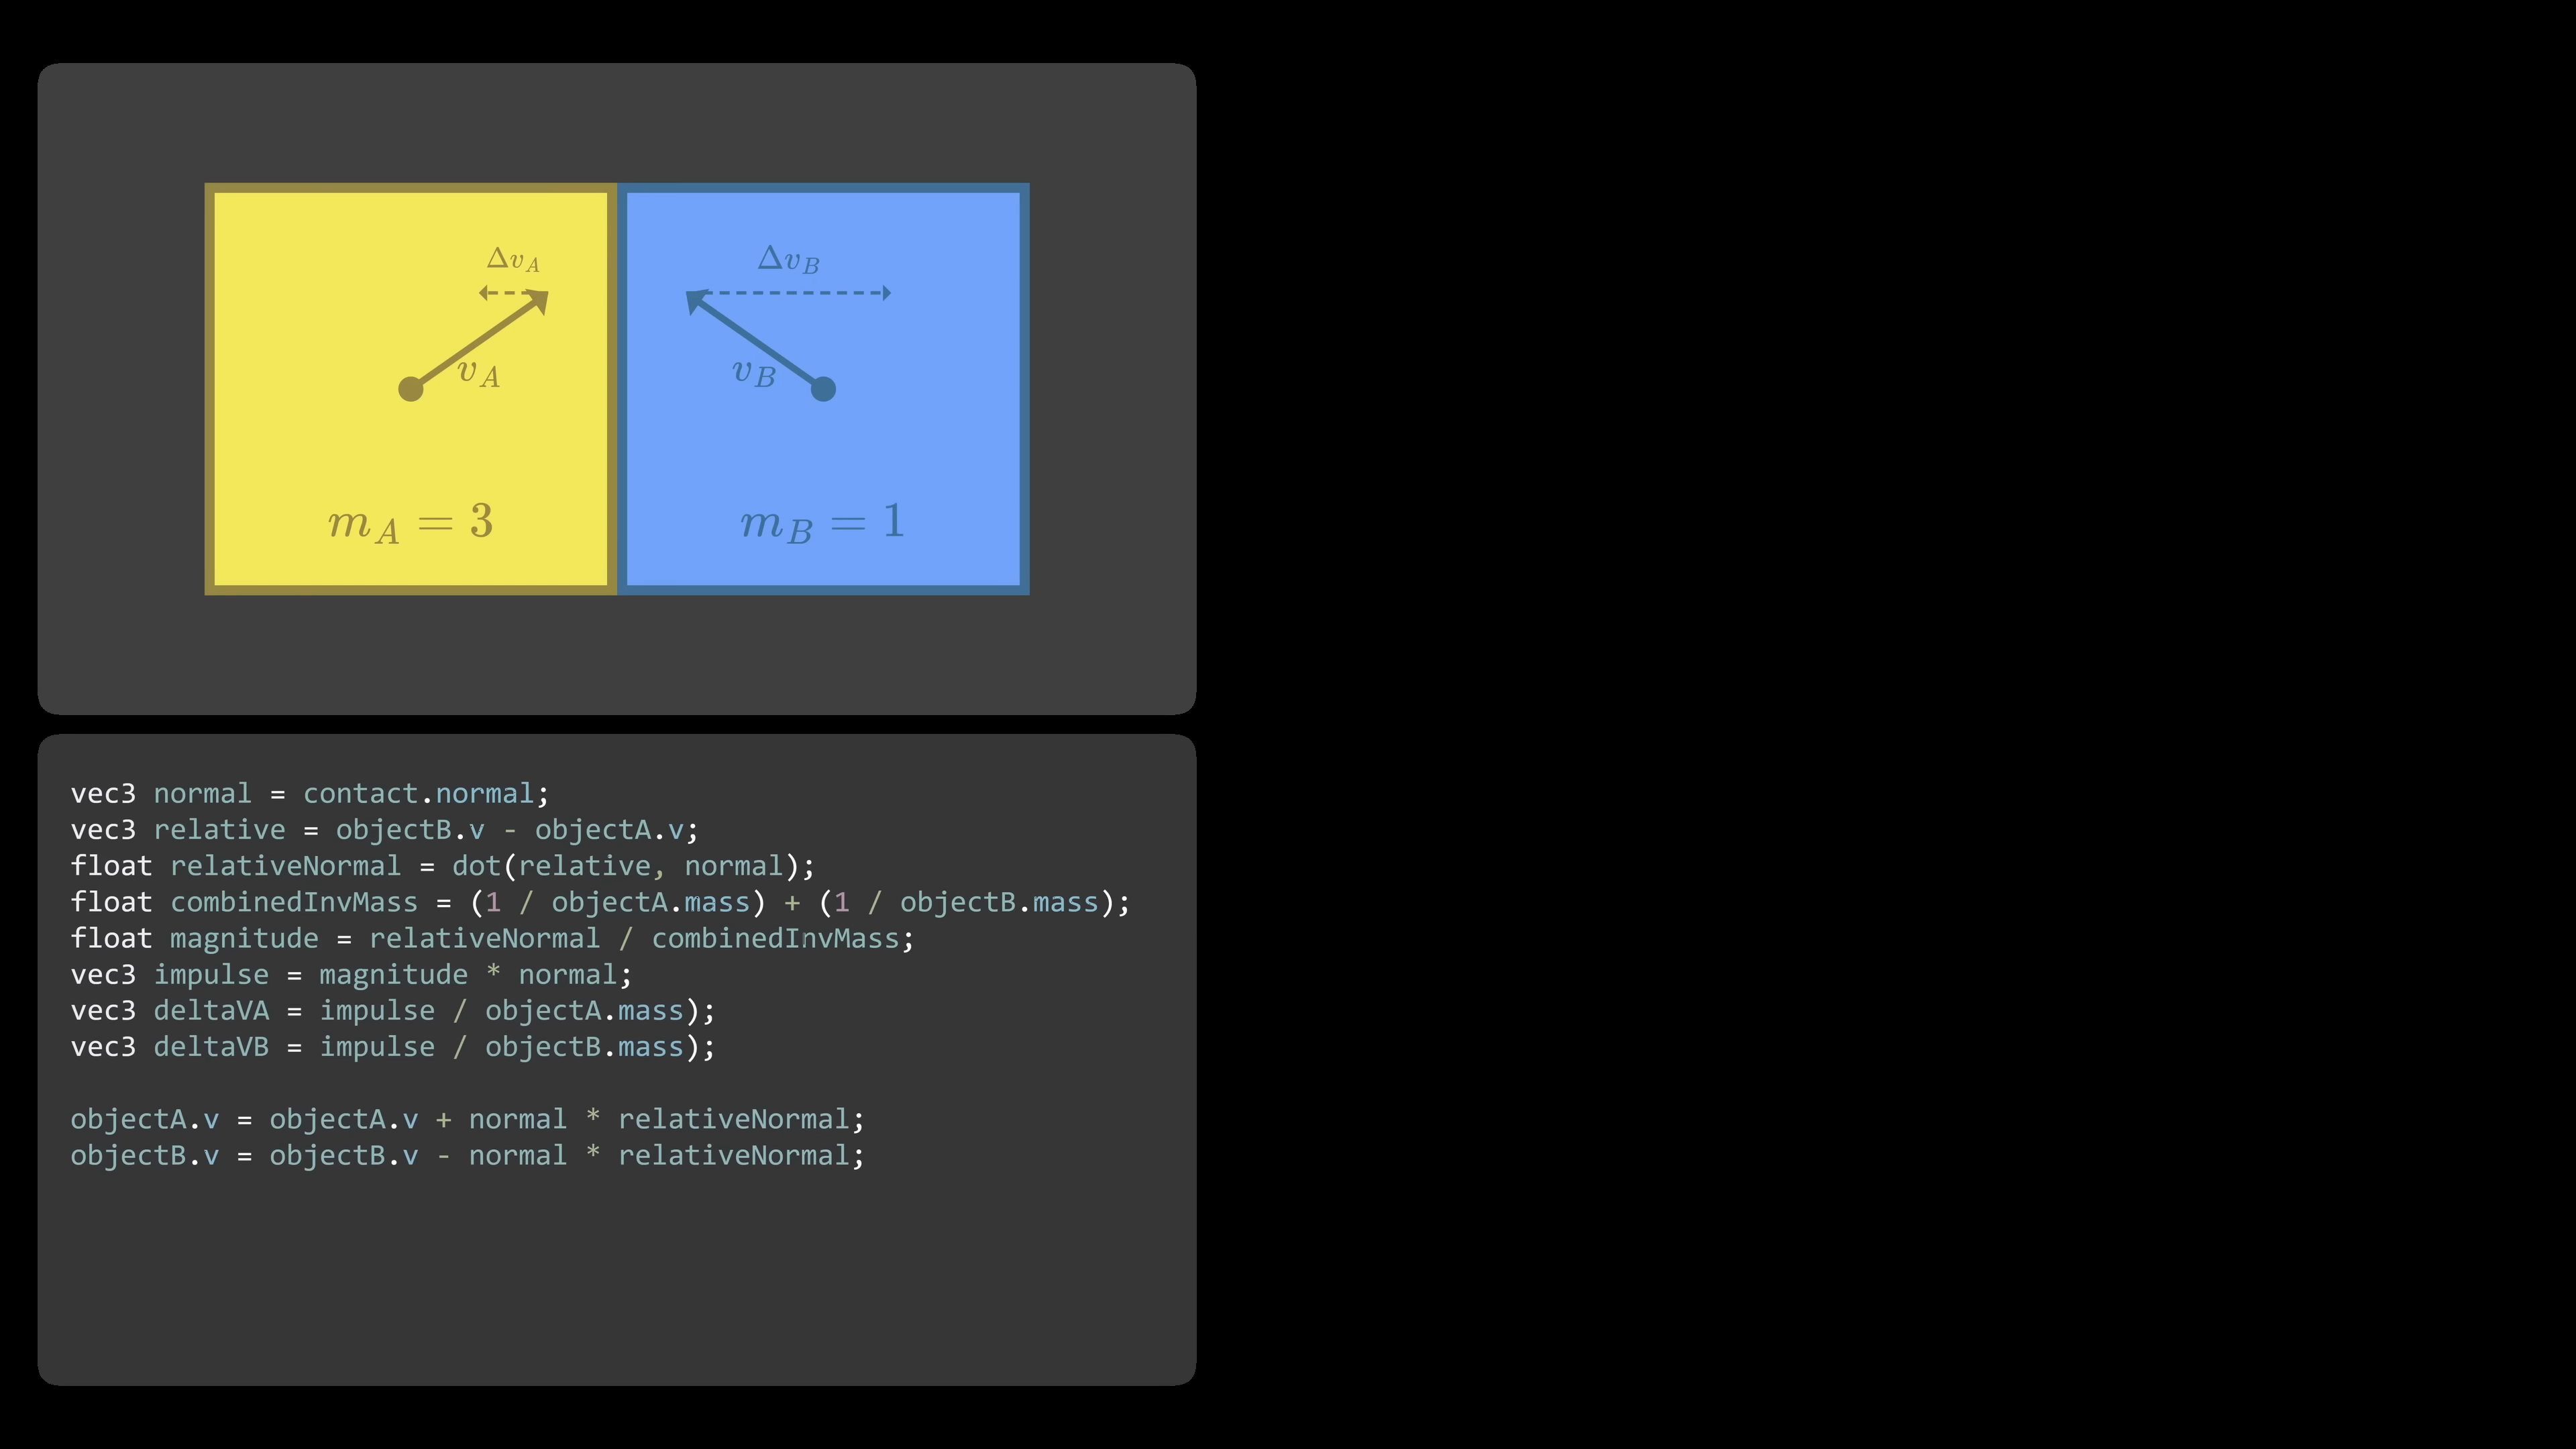 Δv_A
Δv_B
v_A
v_B
m_A = 3
m_B = 1
vec3 normal = contact.normal;
vec3 relative = objectB.v - objectA.v;
float relativeNormal = dot(relative, normal);
float combinedInvMass = (1 / objectA.mass) + (1 / objectB.mass);
float magnitude = relativeNormal / combinedInvMass;
vec3 impulse = magnitude * normal;
vec3 deltaVA = impulse / objectA.mass);
vec3 deltaVB = impulse / objectB.mass);
objectA.v = objectA.v + normal * relativeNormal;
objectB.v = objectB.v - normal * relativeNormal;